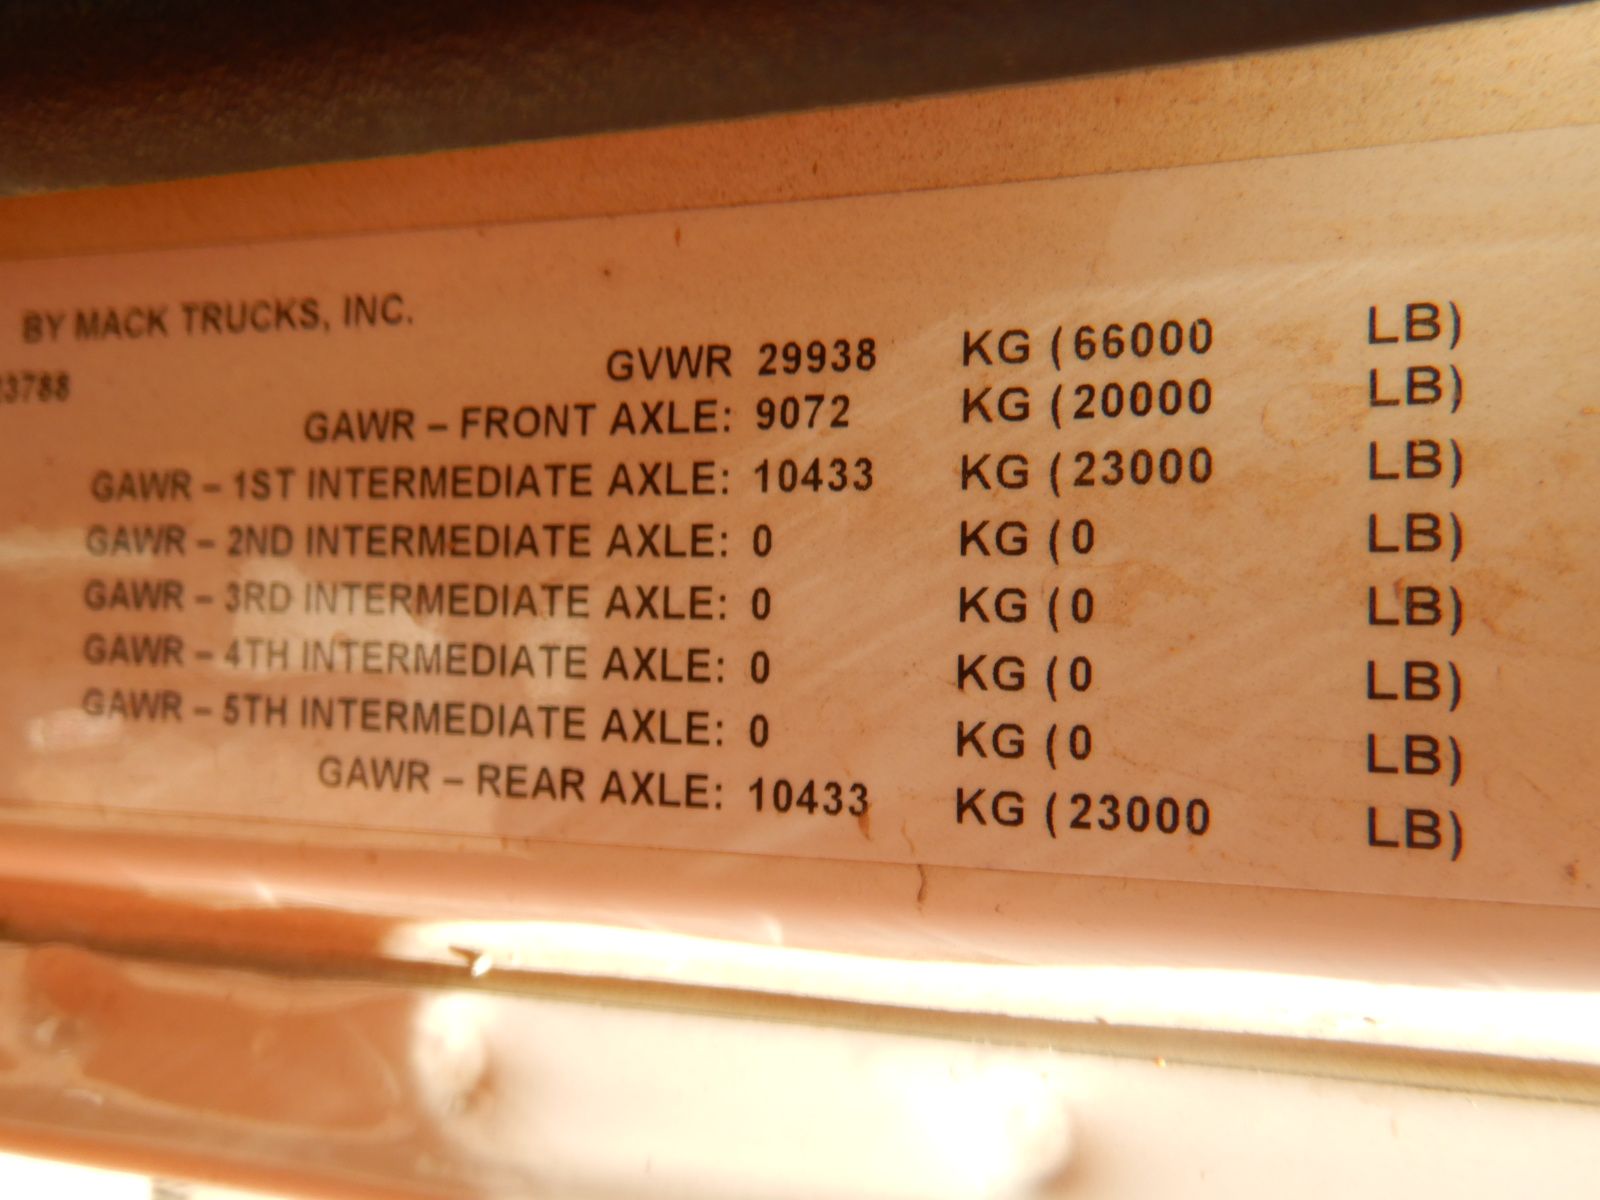 BY MACK TRUCKS, INC.
23788
GVWR 29938 KG (66000 LB)
GAWR – FRONT AXLE: 9072 KG (20000 LB)
GAWR – 1ST INTERMEDIATE AXLE: 10433 KG (23000 LB)
GAWR – 2ND INTERMEDIATE AXLE: 0 KG (0 LB)
GAWR – 3RD INTERMEDIATE AXLE: 0 KG (0 LB)
GAWR – 4TH INTERMEDIATE AXLE: 0 KG (0 LB)
GAWR – 5TH INTERMEDIATE AXLE: 0 KG (0 LB)
GAWR – REAR AXLE: 10433 KG (23000 LB)